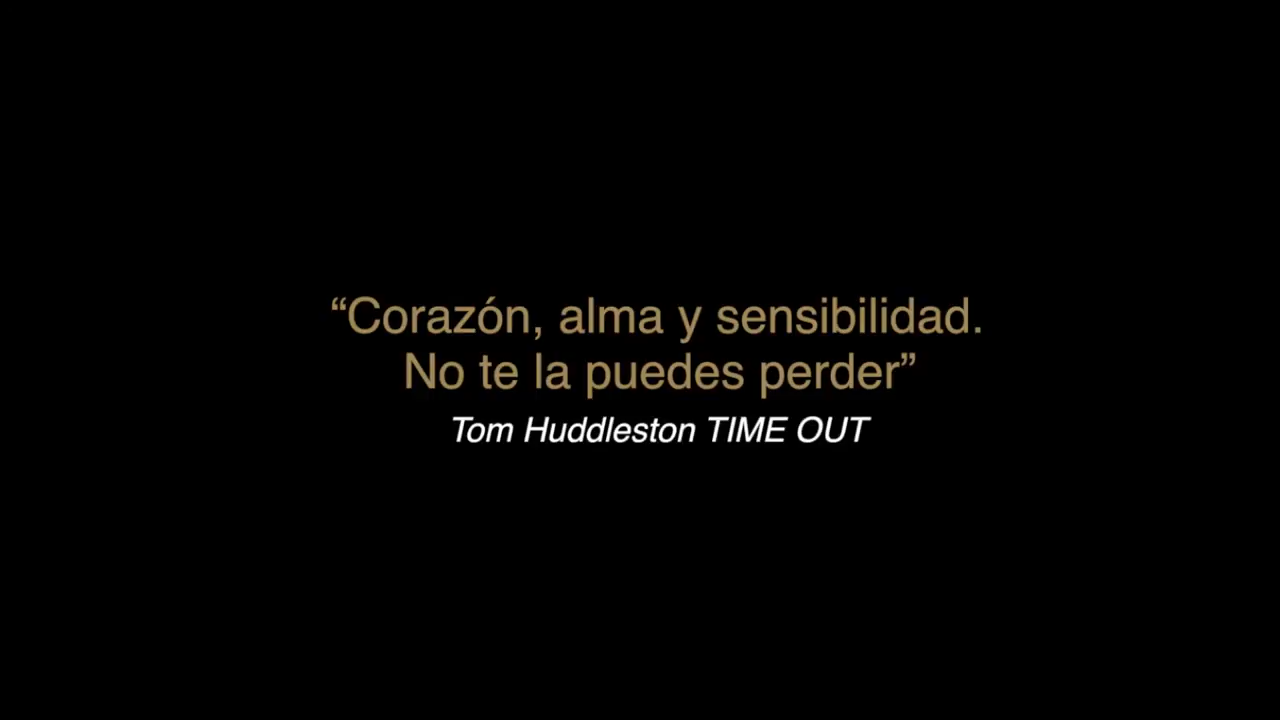 “Corazón, alma y sensibilidad.
No te la puedes perder”
Tom Huddleston TIME OUT